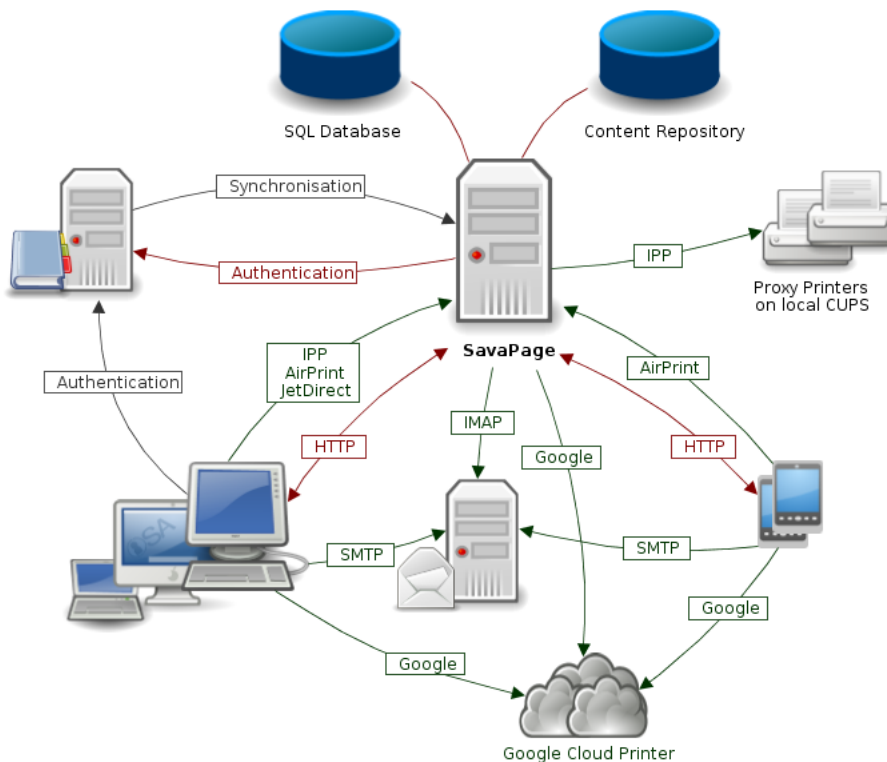 SQL Database
Content Repository
Synchronisation
Authentication
IPP
Proxy Printers
on local CUPS
SavaPage
IPP
AirPrint
JetDirect
AirPrint
Authentication
IMAP
HTTP
HTTP
Google
SMTP
SMTP
Google
Google
Google Cloud Printer